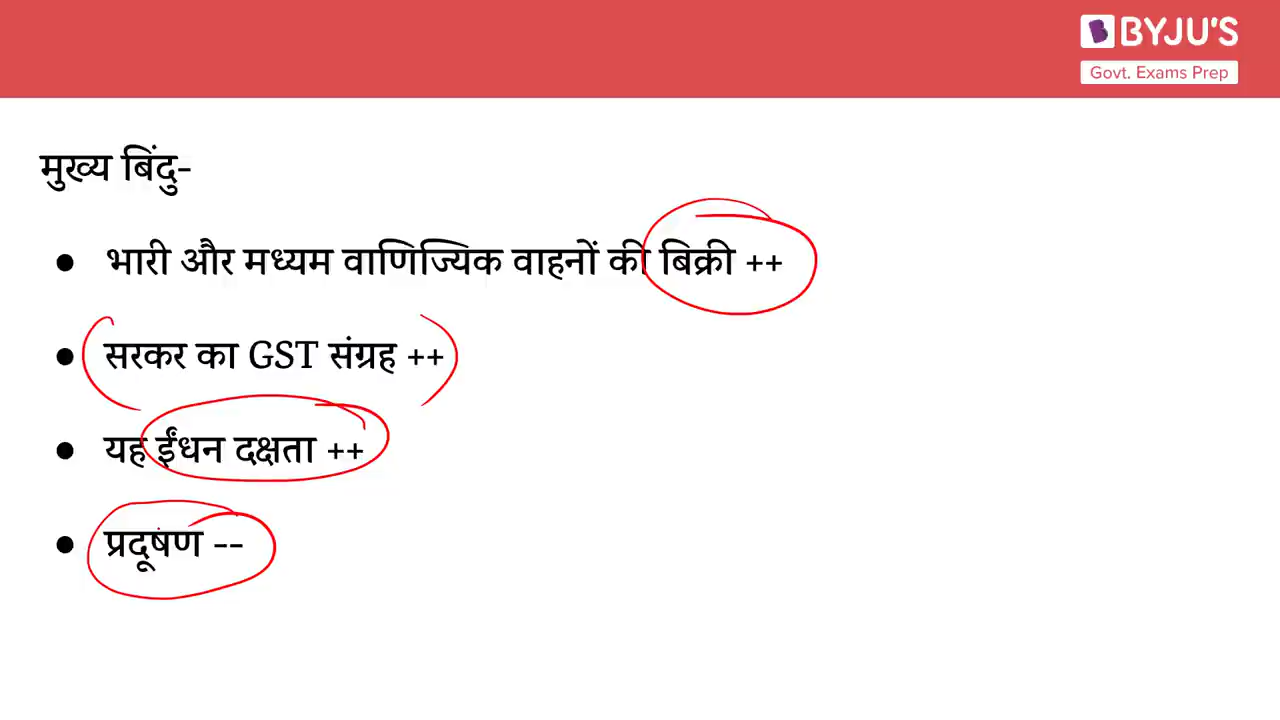 BYJU'S
Govt. Exams Prep
मुख्य बिंदु-
● भारी और मध्यम वाणिज्यिक वाहनों की बिक्री ++
● सरकर का GST संग्रह ++
● यह ईंधन दक्षता ++
● प्रदूषण --